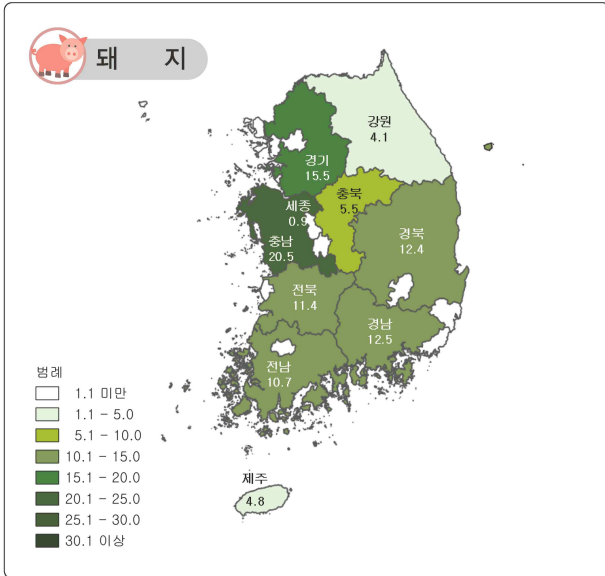 돼 지
강원
4.1
경기
15.5
충북
5.5
세종
0.9
충남
20.5
경북
12.4
전북
11.4
경남
12.5
전남
10.7
제주
4.8
범례
1.1 미만
1.1 - 5.0
5.1 - 10.0
10.1 - 15.0
15.1 - 20.0
20.1 - 25.0
25.1 - 30.0
30.1 이상